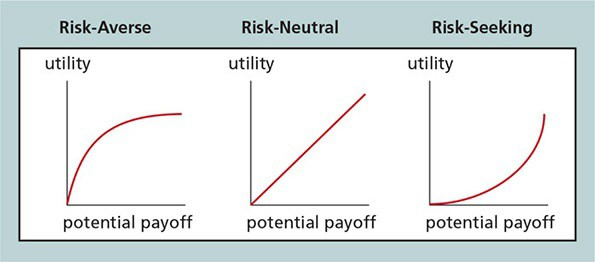 Risk-Averse
Risk-Neutral
Risk-Seeking
utility
utility
utility
potential payoff
potential payoff
potential payoff